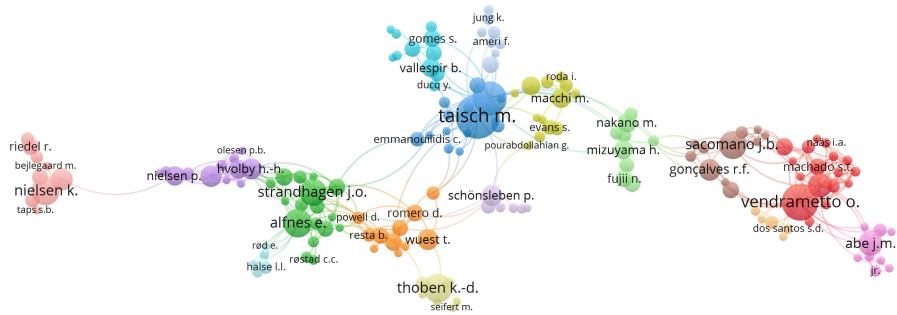 jung k.
gomes s.
ameri f.
vallespir b.
ducq y.
roda i.
macchi m.
taisch m.
nakano m.
evans s.
emmanouilidis c.
pourabdollahian g.
mizuyama h.
sacomano j.b.
nääs i.a.
riedel r.
bejlegaard m.
olesen p.b.
hvolby h.-h.
nielsen p.
gonçalves r.f.
machado s.t.
fujii n.
nielsen k.
strandhagen j.o.
schönsleben p.
vendrametto o.
taps s.b.
alfnes e.
powell d.
romero d.
resta b.
wuest t.
dos santos s.d.
rød e.
abe j.m.
halse l.l.
røstad c.c.
jr.
thoben k.-d.
seifert m.